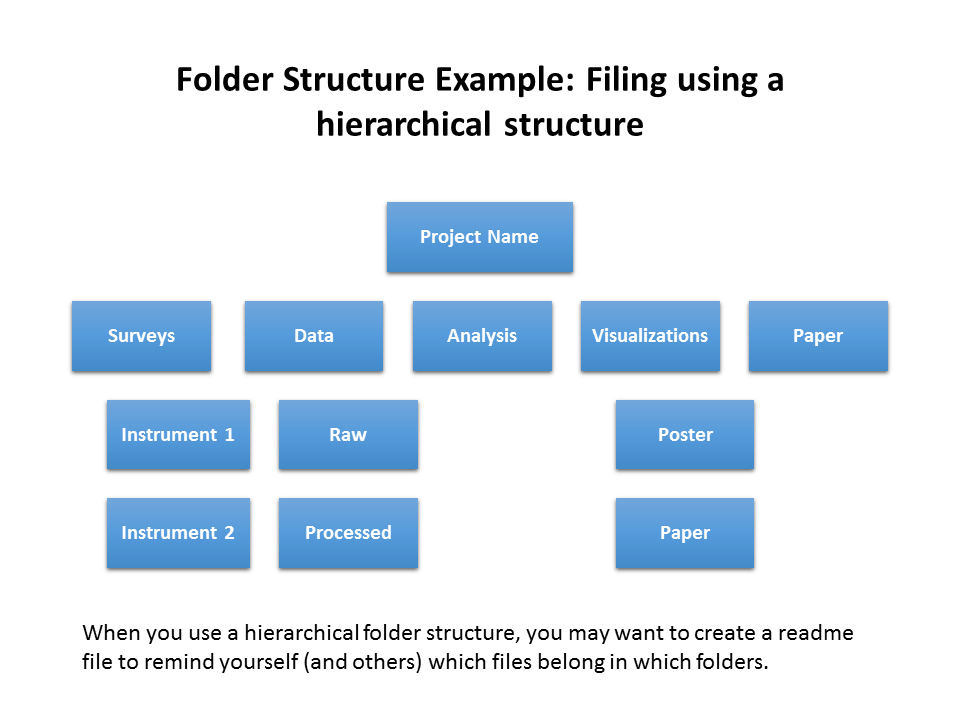 Folder Structure Example: Filing using a
hierarchical structure
Project Name
Surveys
Data
Analysis
Visualizations
Paper
Instrument 1
Raw
Poster
Instrument 2
Processed
Paper
When you use a hierarchical folder structure, you may want to create a readme
file to remind yourself (and others) which files belong in which folders.